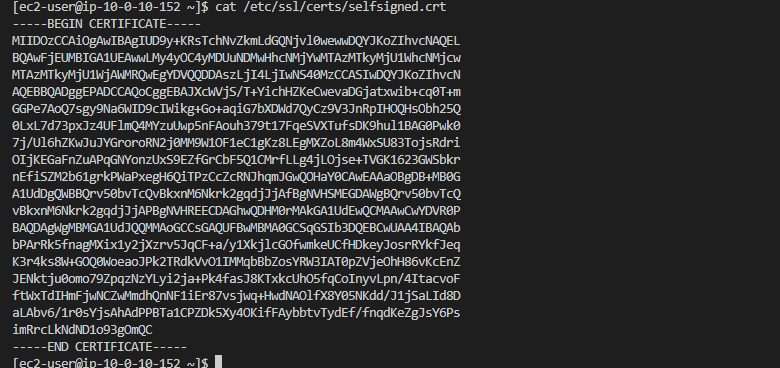 [ec2-user@ip-10-0-10-152 ~]$ cat /etc/ssl/certs/selfsigned.crt
-----BEGIN CERTIFICATE-----
MIIDOzCCAiOgAwIBAgIUD9y+KRsTchNvZkmLdGQNjvl0wewwDQYJKoZIhvcNAQEL
BQAwFjEUMBIGA1UEAwwLMy4yOC4yMDUuNDMwHhcNMjYwMTAzMTkyMjU1WhcNMjcw
MTAzMTkyMjU1WjAWMRQwEgYDVQQDDAszLjI4LjIwNS40MzCCASIwDQYJKoZIhvcN
AQEBBQADggEPADCCAQoCggEBAJXcWVjS/T+YichHZKeCwevaDGjatxwib+cq0T+m
GGPe7AoQ7sgy9Na6WID9cIWikg+Go+aqiG7bXDWd7QyCz9V3JnRpIHOQHsObh25Q
0LxL7d73pxJz4UFlmQ4MYzuUwp5nFAouh379t17FqeSVXTufsDK9hul1BAG0Pwk0
7j/Ul6hZKwJuJYGroroRN2j0MM9W1OF1eC1gKz8LEgMXZoL8m4WxSU83TojsRdri
OIjKEGaFnZuAPqGNYonzUxS9EZfGrCbF5Q1CMrfLLg4jLOjse+TVGK1623GWSbkr
nEfiSZM2b61grkPWaPxegH6QiTPzCcZcRNJhqmJGwQOHaY0CAwEAAaOBgDB+MB0G
A1UdDgQWBBQrv50bvTcQvBkxnM6Nkrk2gqdjJjAfBgNVHSMEGDAWgBQrv50bvTcQ
vBkxnM6Nkrk2gqdjJjAPBgNVHREECDAGhwQDHM0rMAkGA1UdEwQCMAAwCwYDVR0P
BAQDAgWgMBMGA1UdJQQMMAoGCCsGAQUFBwMBMA0GCSqGSIb3DQEBCwUAA4IBAQAb
bPArRk5fnagMXix1y2jXzrv5JqCF+a/y1XkjlcGOfwmkeUCfHDkeyJosrRYkfJeq
K3r4ks8W+GOQ0WoeaoJPk2TRdkVvO1IMMqbBbZosYRW3IAT0pZVjeOhH86vKcEnZ
JENktju0omo79ZpqzNzYLyi2ja+Pk4fasJ8KTxkcUhO5fqCoInyvLpn/4ItacvoF
ftWxTdIHmFjwNCZwMmdhQnNF1iEr87vsjwq+HwdNAOlfX8Y05NKdd/J1jSaLId8D
aLAbv6/1r0sYjsAhAdPPBTa1CPZDk5Xy4OKifFAybbtvTydEf/fnqdKeZgJsY6Ps
imRrcLkNdND1o93gOmQC
-----END CERTIFICATE-----
[ec2-user@ip-10-0-10-152 ~]$